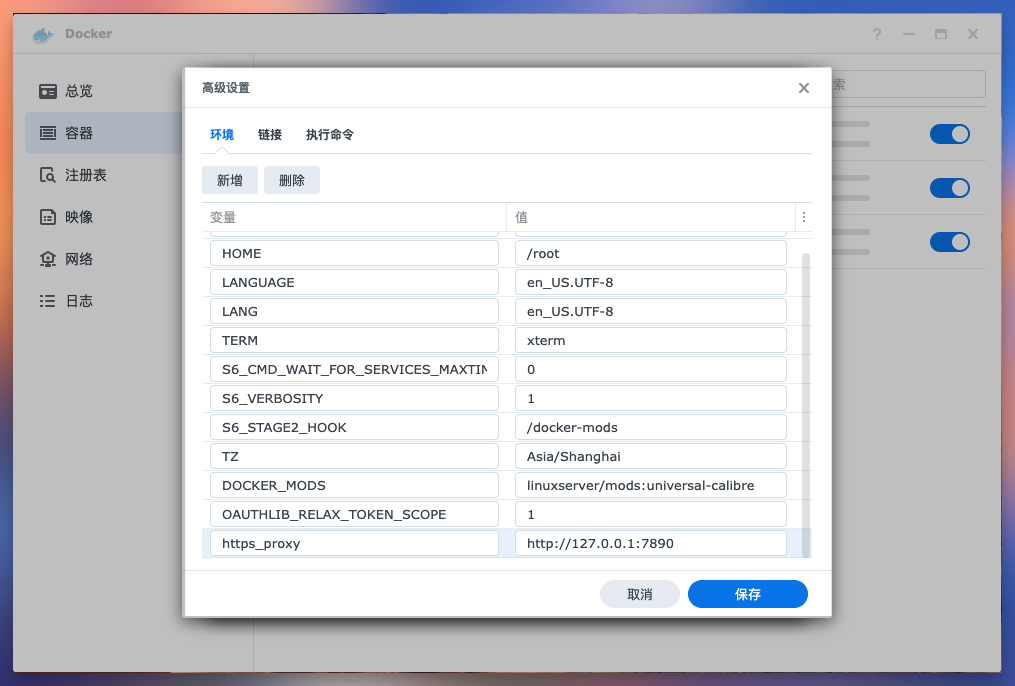 Docker
?
总览
容器
注册表
映像
网络
日志
索
高级设置
环境 链接 执行命令
新增 删除
变量 值
HOME /root
LANGUAGE en_US.UTF-8
LANG en_US.UTF-8
TERM xterm
S6_CMD_WAIT_FOR_SERVICES_MAXTIM 0
S6_VERBOSITY 1
S6_STAGE2_HOOK /docker-mods
TZ Asia/Shanghai
DOCKER_MODS linuxserver/mods:universal-calibre
OAUTHLIB_RELAX_TOKEN_SCOPE 1
https_proxy http://127.0.0.1:7890
取消 保存